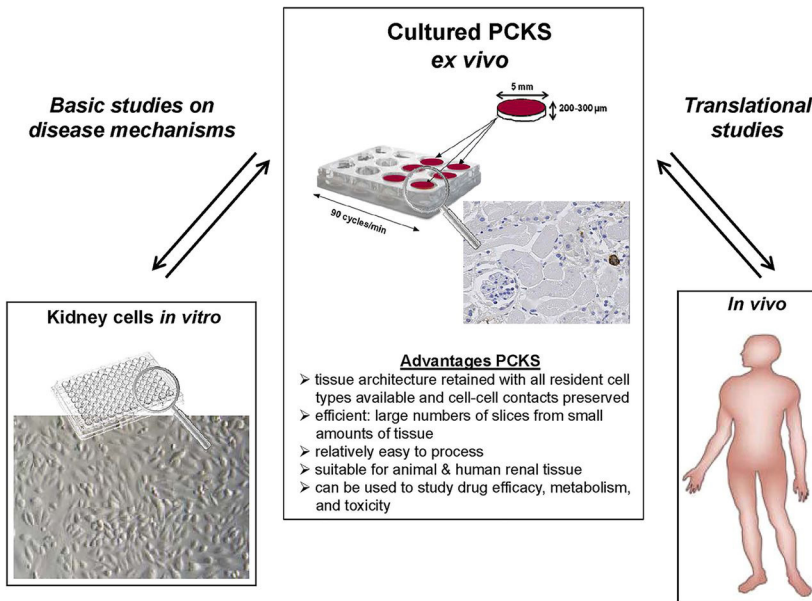 Cultured PCKS
ex vivo
5 mm
200-300 µm
90 cycles/min
Basic studies on
disease mechanisms
Translational
studies
Kidney cells in vitro
In vivo
Advantages PCKS
➢ tissue architecture retained with all resident cell
types available and cell-cell contacts preserved
➢ efficient: large numbers of slices from small
amounts of tissue
➢ relatively easy to process
➢ suitable for animal & human renal tissue
➢ can be used to study drug efficacy, metabolism,
and toxicity